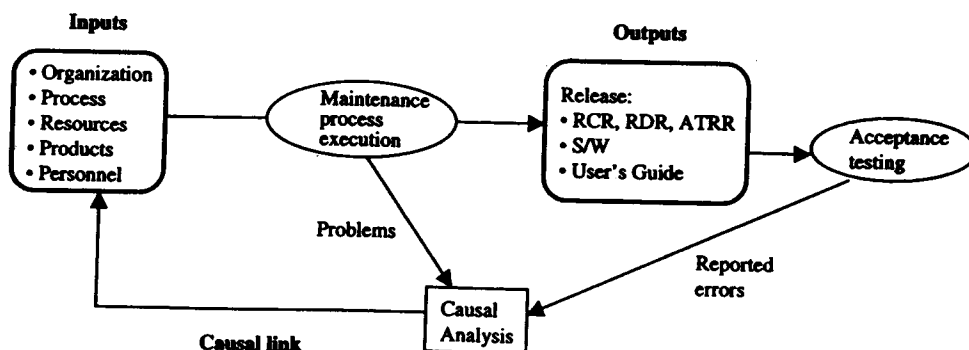 Inputs
• Organization
• Process
• Resources
• Products
• Personnel
Maintenance
process
execution
Outputs
Release:
• RCR, RDR, ATRR
• S/W
• User's Guide
Acceptance
testing
Problems
Reported
errors
Causal
Analysis
Causal link